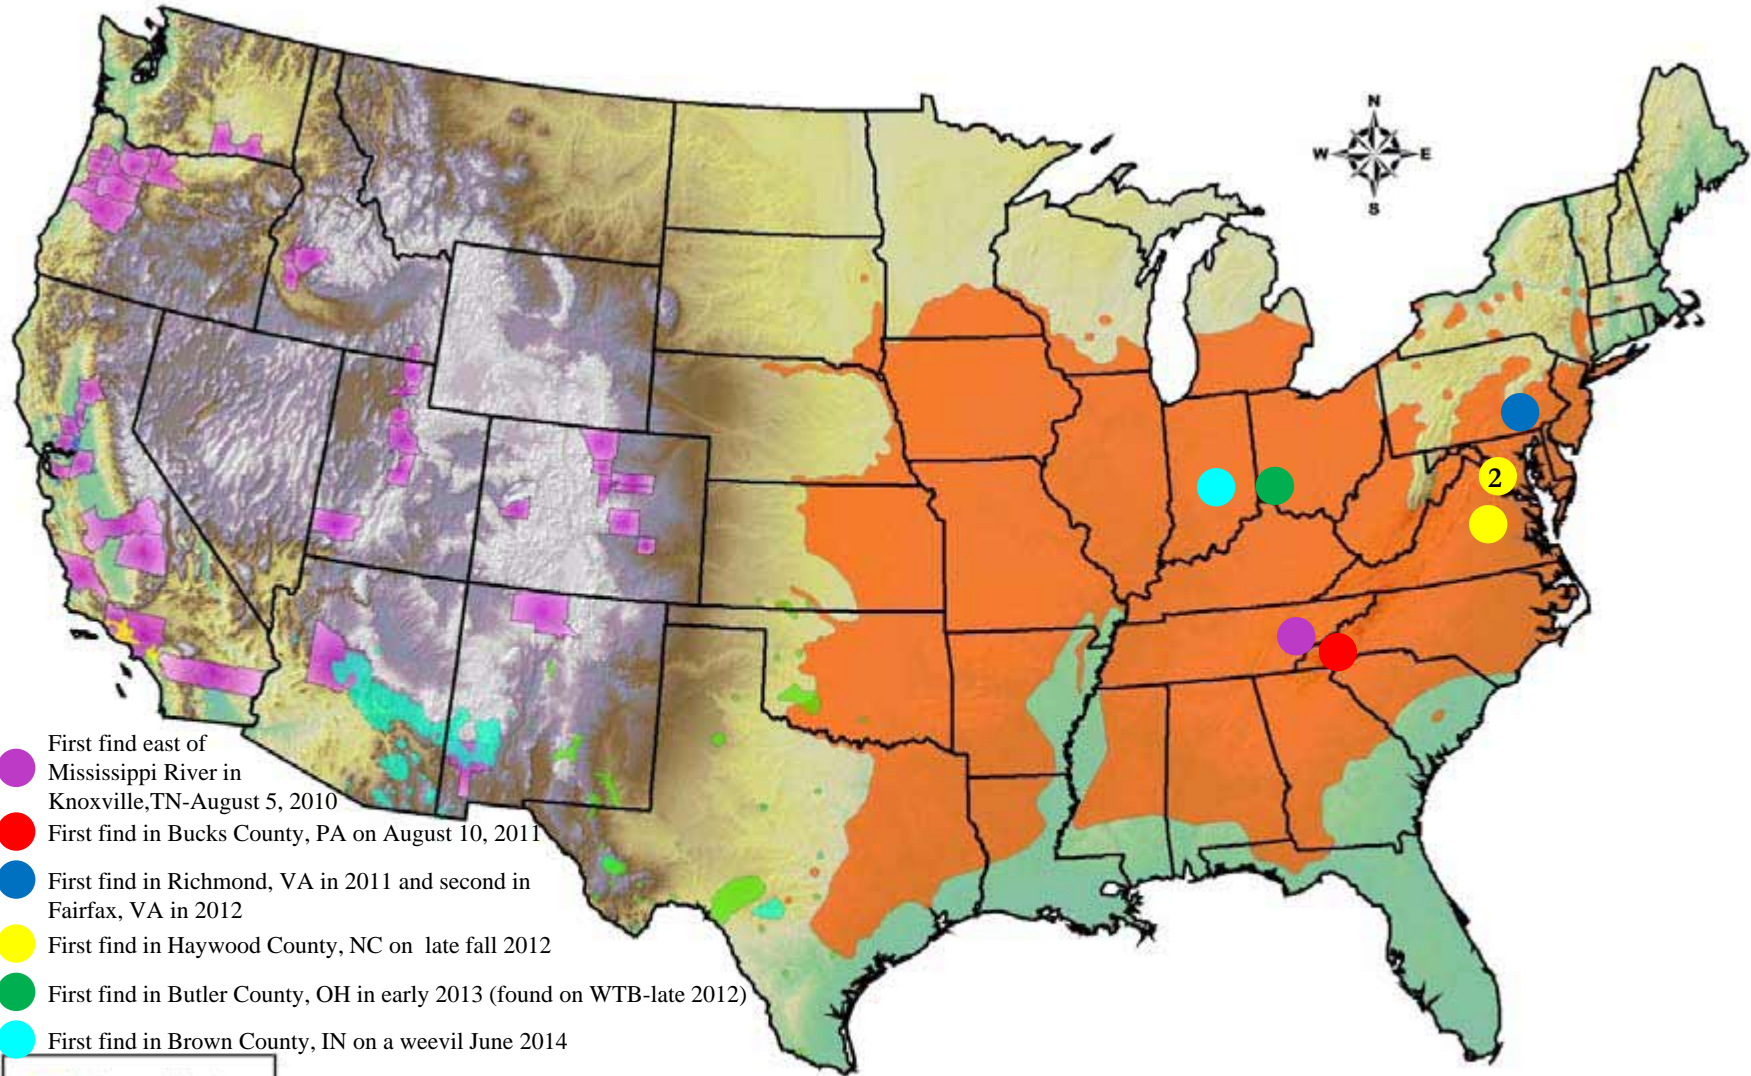 N
W
E
S
2
First find east of
Mississippi River in
Knoxville,TN-August 5, 2010
First find in Bucks County, PA on August 10, 2011
First find in Richmond, VA in 2011 and second in
Fairfax, VA in 2012
First find in Haywood County, NC on late fall 2012
First find in Butler County, OH in early 2013 (found on WTB-late 2012)
First find in Brown County, IN on a weevil June 2014